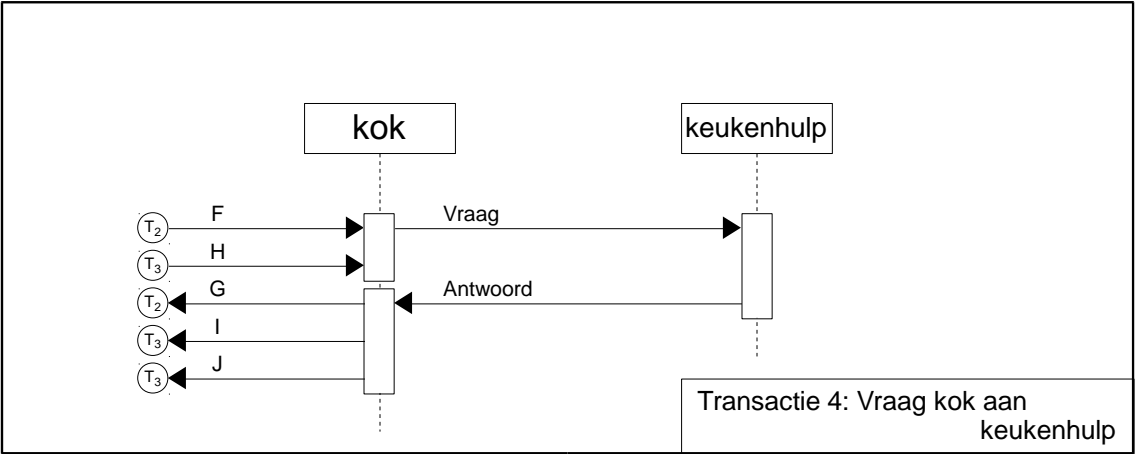 kok
keukenhulp
T2 F Vraag
T3 H
T2 G Antwoord
T3 I
T3 J
Transactie 4: Vraag kok aan
keukenhulp